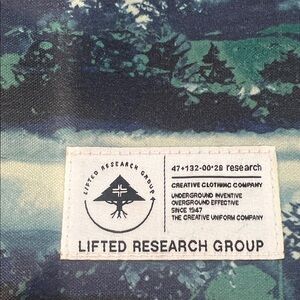 LIFTED RESEARCH GROUP
47*132-00*28 research
CREATIVE CLOTHING COMPANY
UNDERGROUND INVENTIVE
OVERGROUND EFFECTIVE
SINCE 1947
THE CREATIVE UNIFORM COMPANY
LIFTED RESEARCH GROUP